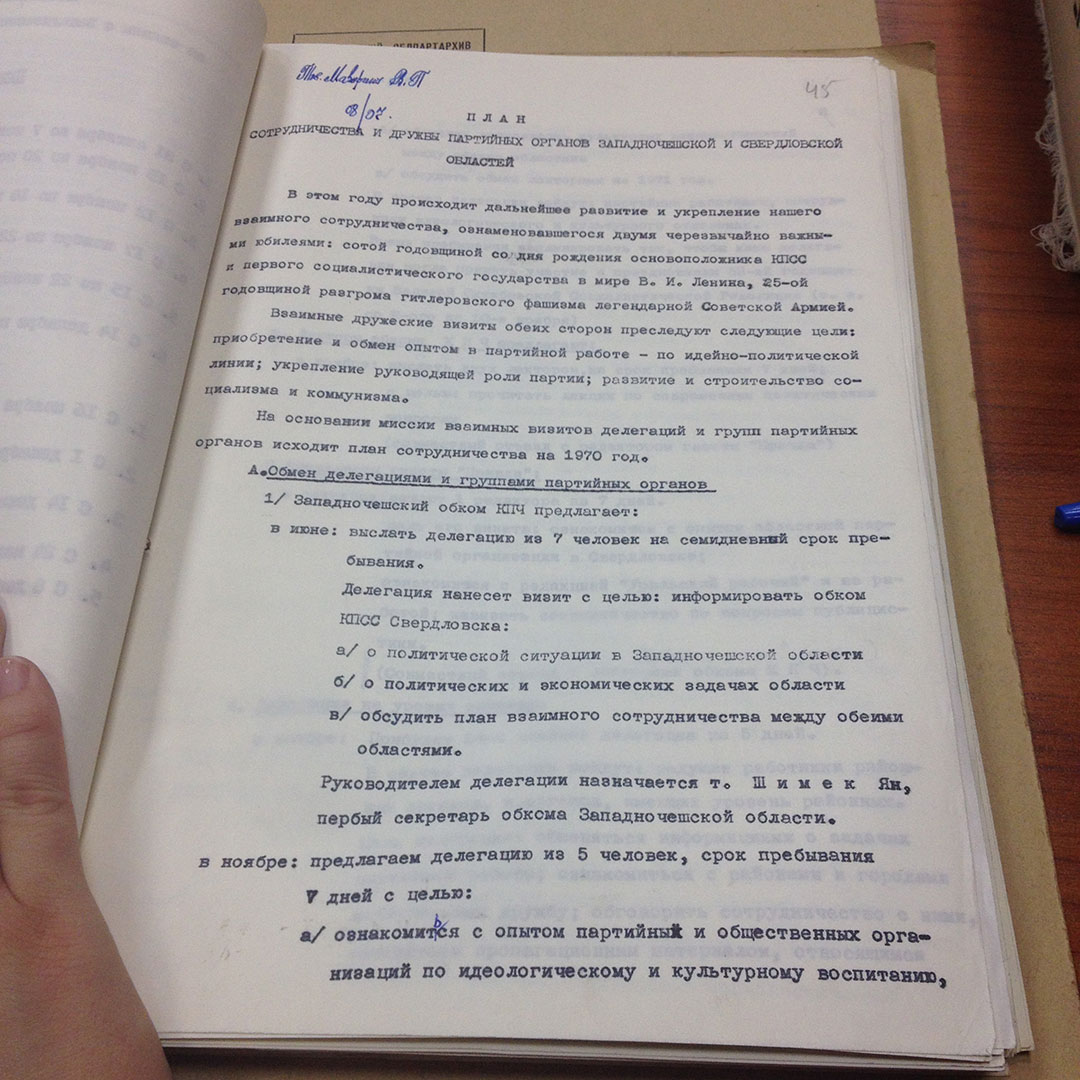 СВЕРДПАРТАРХИВ
Тов.
В. П.
8/07.
45
П Л А Н
СОТРУДНИЧЕСТВА И ДРУЖБЫ ПАРТИЙНЫХ ОРГАНОВ ЗАПАДНОЧЕШСКОЙ И СВЕРДЛОВСКОЙ
ОБЛАСТЕЙ
В этом году происходит дальнейшее развитие и укрепление нашего
взаимного сотрудничества, ознаменовавшегося двумя черезвычайно важны-
ми юбилеями: сотой годовщиной со дня рождения основоположника КПСС
и первого социалистического государства в мире В. И. Ленина, 25-ой
годовщиной разгрома гитлеровского фашизма легендарной Советской Армией.
Взаимные дружеские визиты обеих сторон преследуют следующие цели:
приобретение и обмен опытом в партийной работе – по идейно-политической
линии; укрепление руководящей роли партии; развитие и строительство со-
циализма и коммунизма.
На основании миссии взаимных визитов делегаций и групп партийных
органов исходит план сотрудничества на 1970 год.
А.Обмен делегациями и группами партийных органов
1/ Западночешский обком КПЧ предлагает:
в июне: выслать делегацию из 7 человек на семидневный срок пре-
бывания.
Делегация нанесет визит с целью: информировать обком
КПСС Свердловска:
а/ о политической ситуации в Западночешской области
б/ о политических и экономических задачах области
в/ обсудить план взаимного сотрудничества между обеими
областями.
Руководителем делегации назначается т. Ш и м е к Ян,
первый секретарь обкома Западночешской области.
в ноябре: предлагаем делегацию из 5 человек, срок пребывания
7 дней с целью:
а/ ознакомиться с опытом партийных и общественных орга-
низаций по идеологическому и культурному воспитанию,